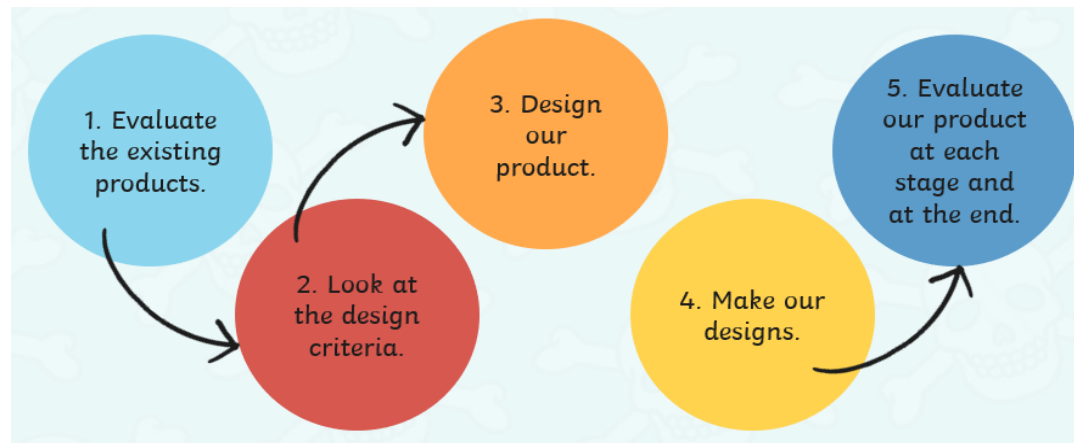 1. Evaluate
the existing
products.
2. Look at
the design
criteria.
3. Design
our
product.
4. Make our
designs.
5. Evaluate
our product
at each
stage and
at the end.